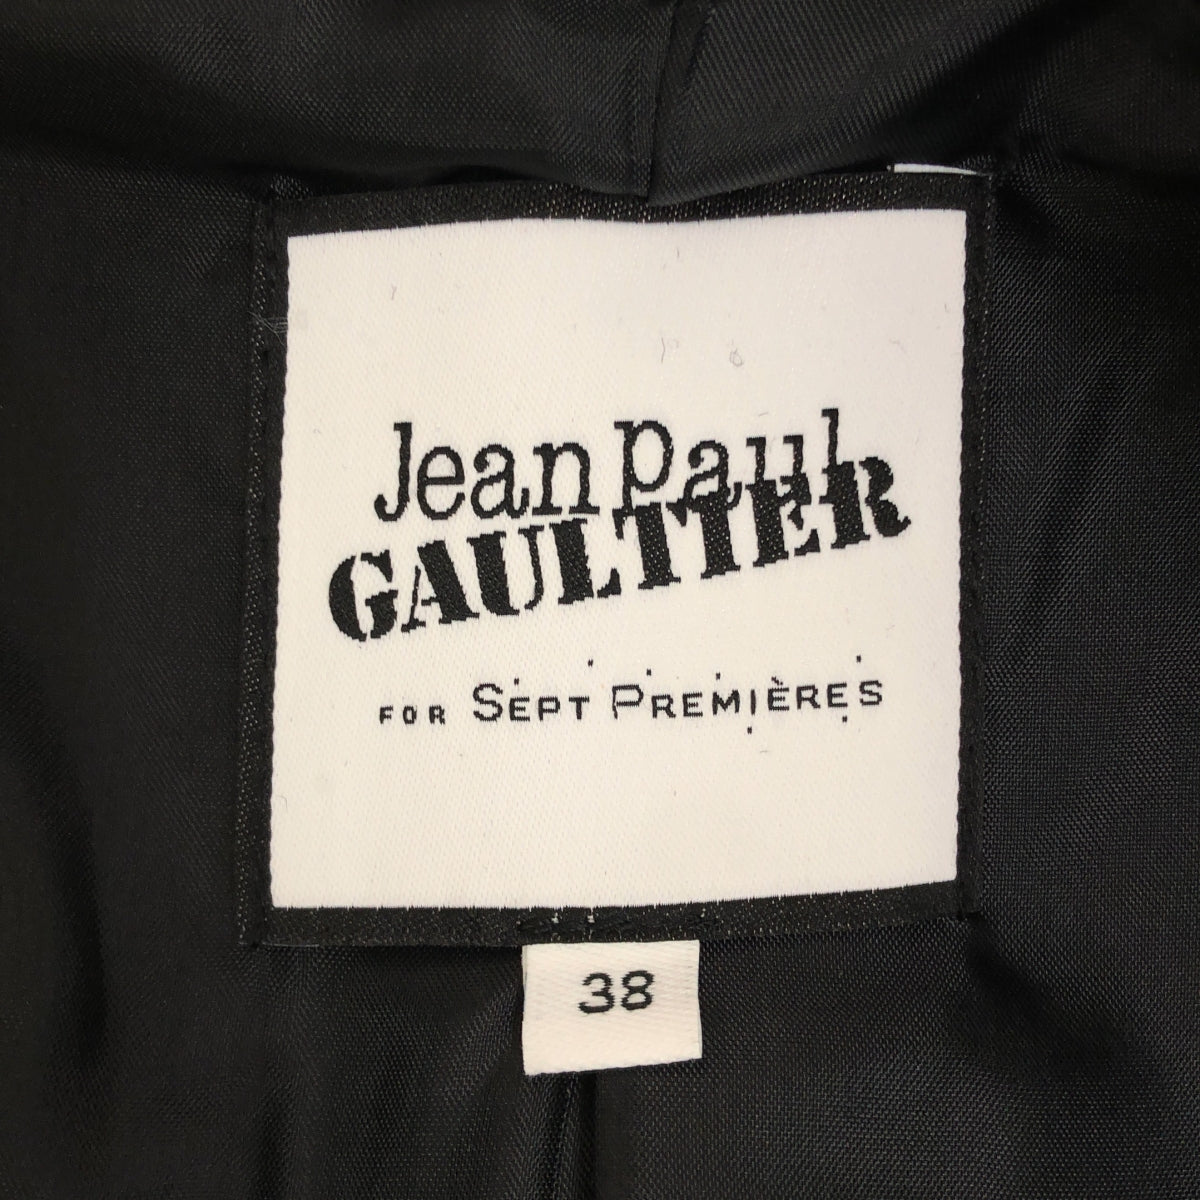 Jean Paul
GAULTIER
FOR SEPT PREMIÈRES
38